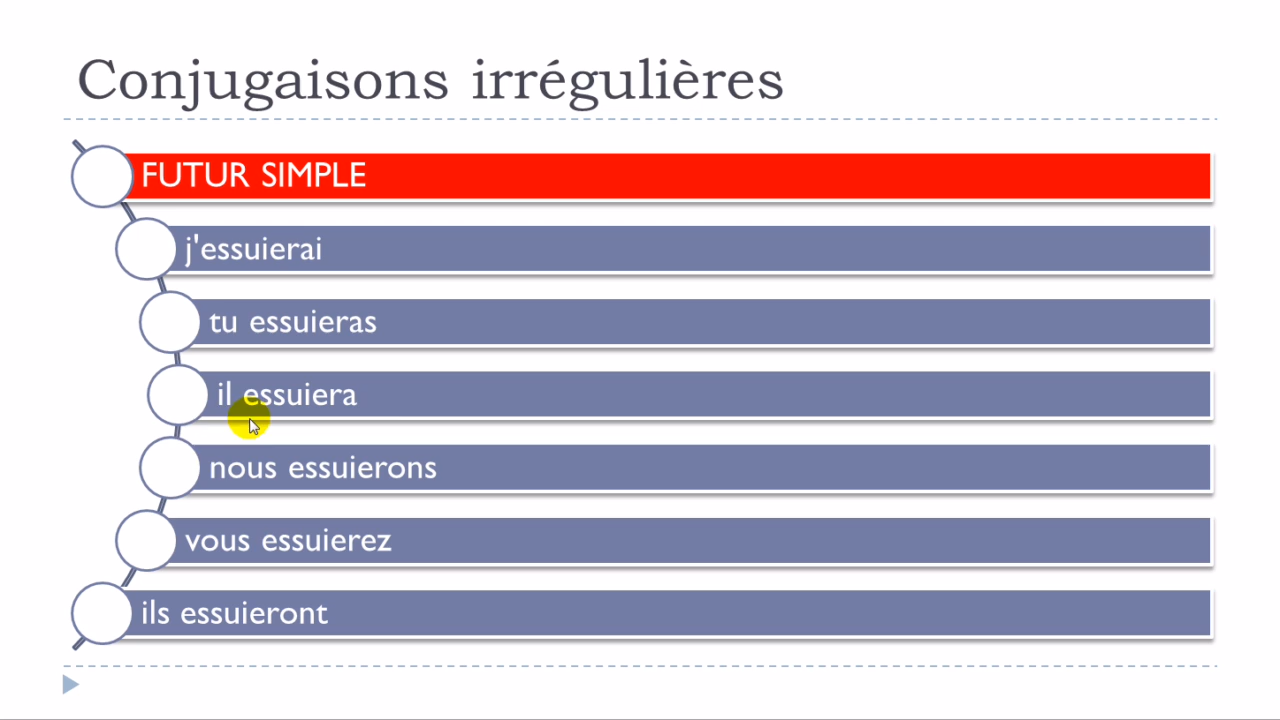 Conjugaisons irrégulières
FUTUR SIMPLE
j'essuierai
tu essuieras
il essuiera
nous essuierons
vous essuierez
ils essuieront